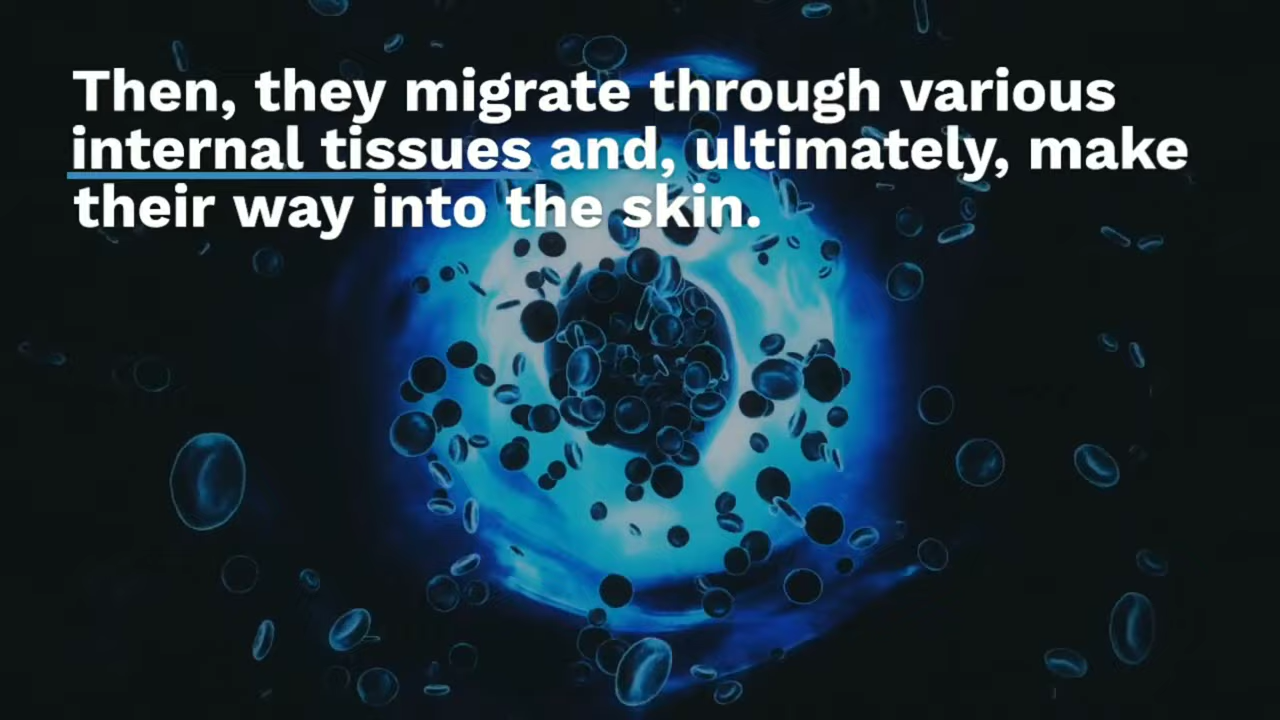 Then, they migrate through various
internal tissues and, ultimately, make
their way into the skin.